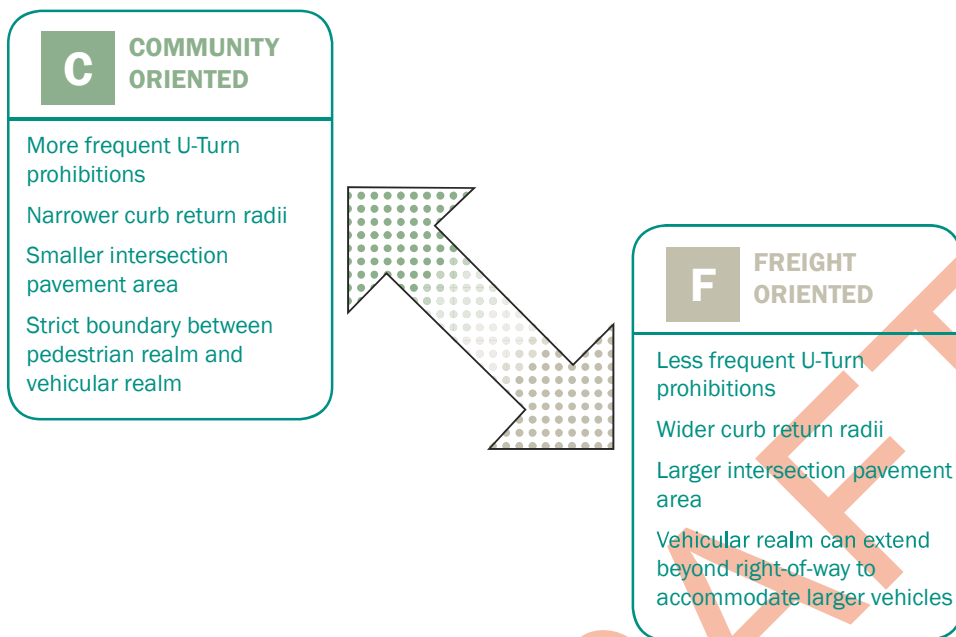 C
COMMUNITY
ORIENTED
More frequent U-Turn
prohibitions
Narrower curb return radii
Smaller intersection
pavement area
Strict boundary between
pedestrian realm and
vehicular realm
F
FREIGHT
ORIENTED
Less frequent U-Turn
prohibitions
Wider curb return radii
Larger intersection pavement
area
Vehicular realm can extend
beyond right-of-way to
accommodate larger vehicles
AFT